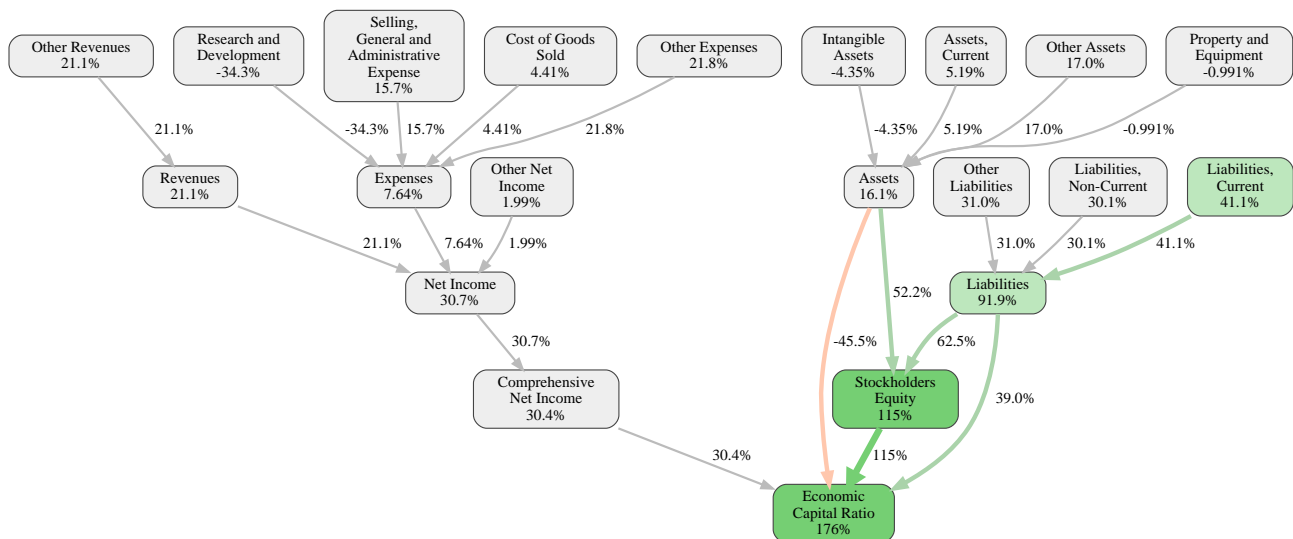 Other Revenues
21.1%
Research and
Development
-34.3%
Selling,
General and
Administrative
Expense
15.7%
Cost of Goods
Sold
4.41%
Other Expenses
21.8%
Intangible
Assets
-4.35%
Assets,
Current
5.19%
Other Assets
17.0%
Property and
Equipment
-0.991%
21.1%
-34.3%
15.7%
4.41%
21.8%
-4.35%
5.19%
17.0%
-0.991%
Revenues
21.1%
Expenses
7.64%
Other Net
Income
1.99%
Assets
16.1%
Other
Liabilities
31.0%
Liabilities,
Non-Current
30.1%
Liabilities,
Current
41.1%
21.1%
7.64%
1.99%
31.0%
30.1%
41.1%
Net Income
30.7%
52.2%
Liabilities
91.9%
30.7%
-45.5%
62.5%
Comprehensive
Net Income
30.4%
Stockholders
Equity
115%
39.0%
30.4%
115%
Economic
Capital Ratio
176%